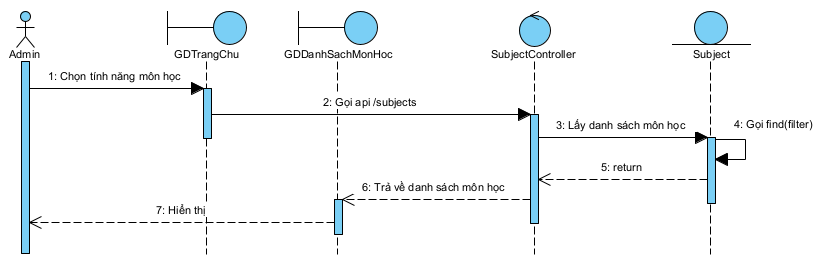 Admin
GDTrangChu
GDDanhSachMonHoc
SubjectController
Subject
1: Chọn tính năng môn học
2: Gọi api /subjects
3: Lấy danh sách môn học
4: Gọi find(filter)
5: return
6: Trả về danh sách môn học
7: Hiển thị